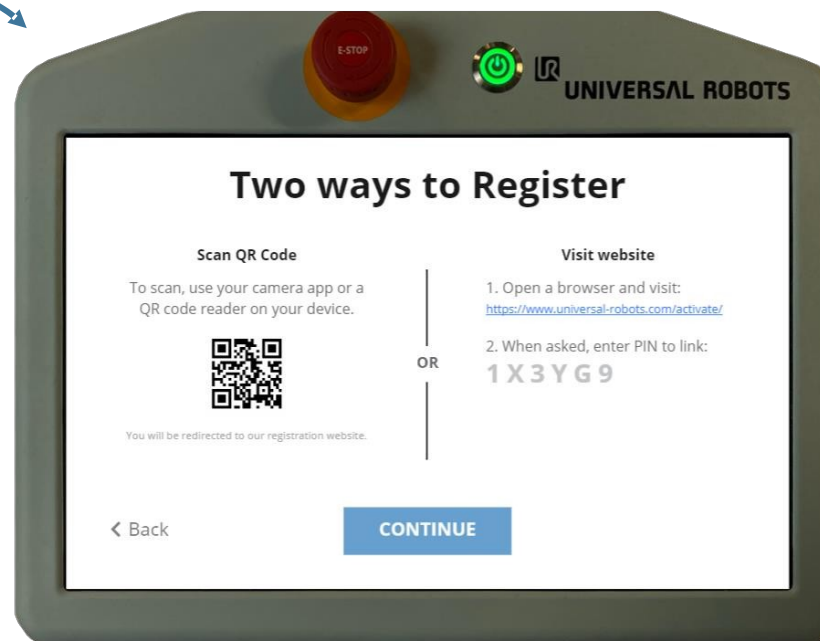 E-STOP
UR
UNIVERSAL ROBOTS
Two ways to Register
Scan QR Code
To scan, use your camera app or a
QR code reader on your device.
You will be redirected to our registration website.
OR
Visit website
1. Open a browser and visit:
https://www.universal-robots.com/activate/
2. When asked, enter PIN to link:
1X3YG9
Back
CONTINUE